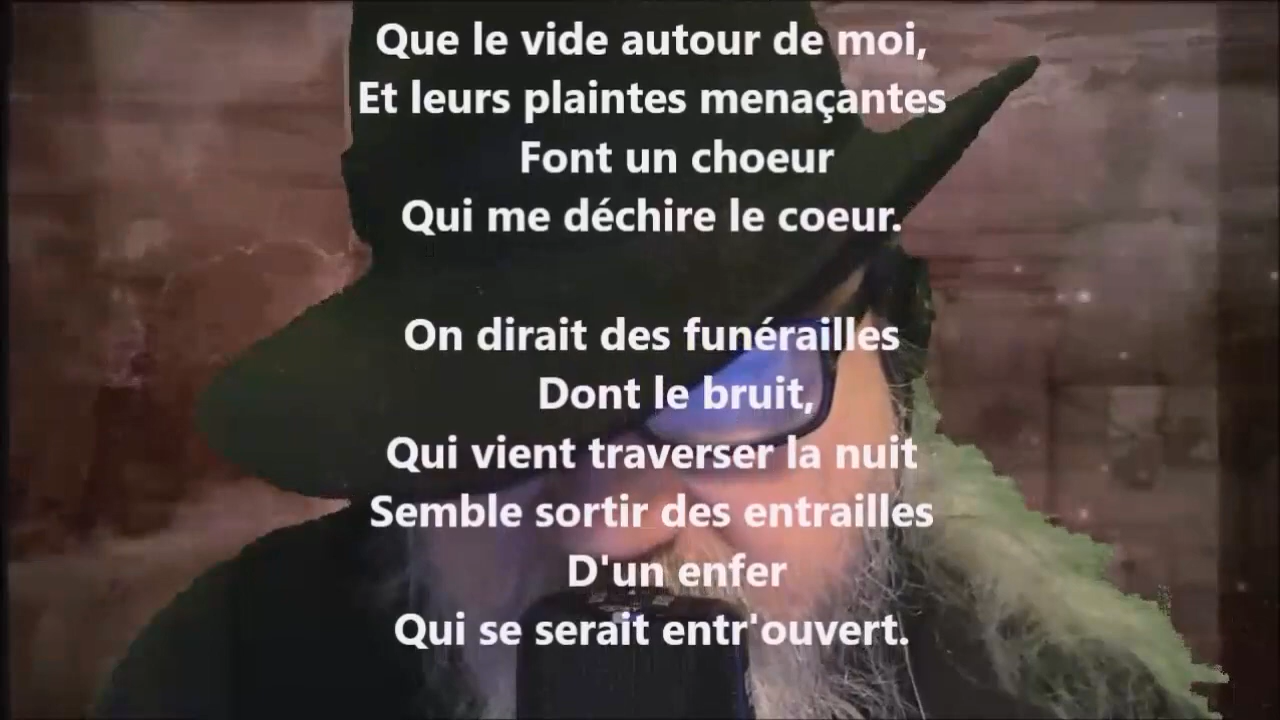 Que le vide autour de moi,
Et leurs plaintes menaçantes
Font un choeur
Qui me déchire le coeur.
On dirait des funérailles
Dont le bruit,
Qui vient traverser la nuit
Semble sortir des entrailles
D'un enfer
Qui se serait entr'ouvert.